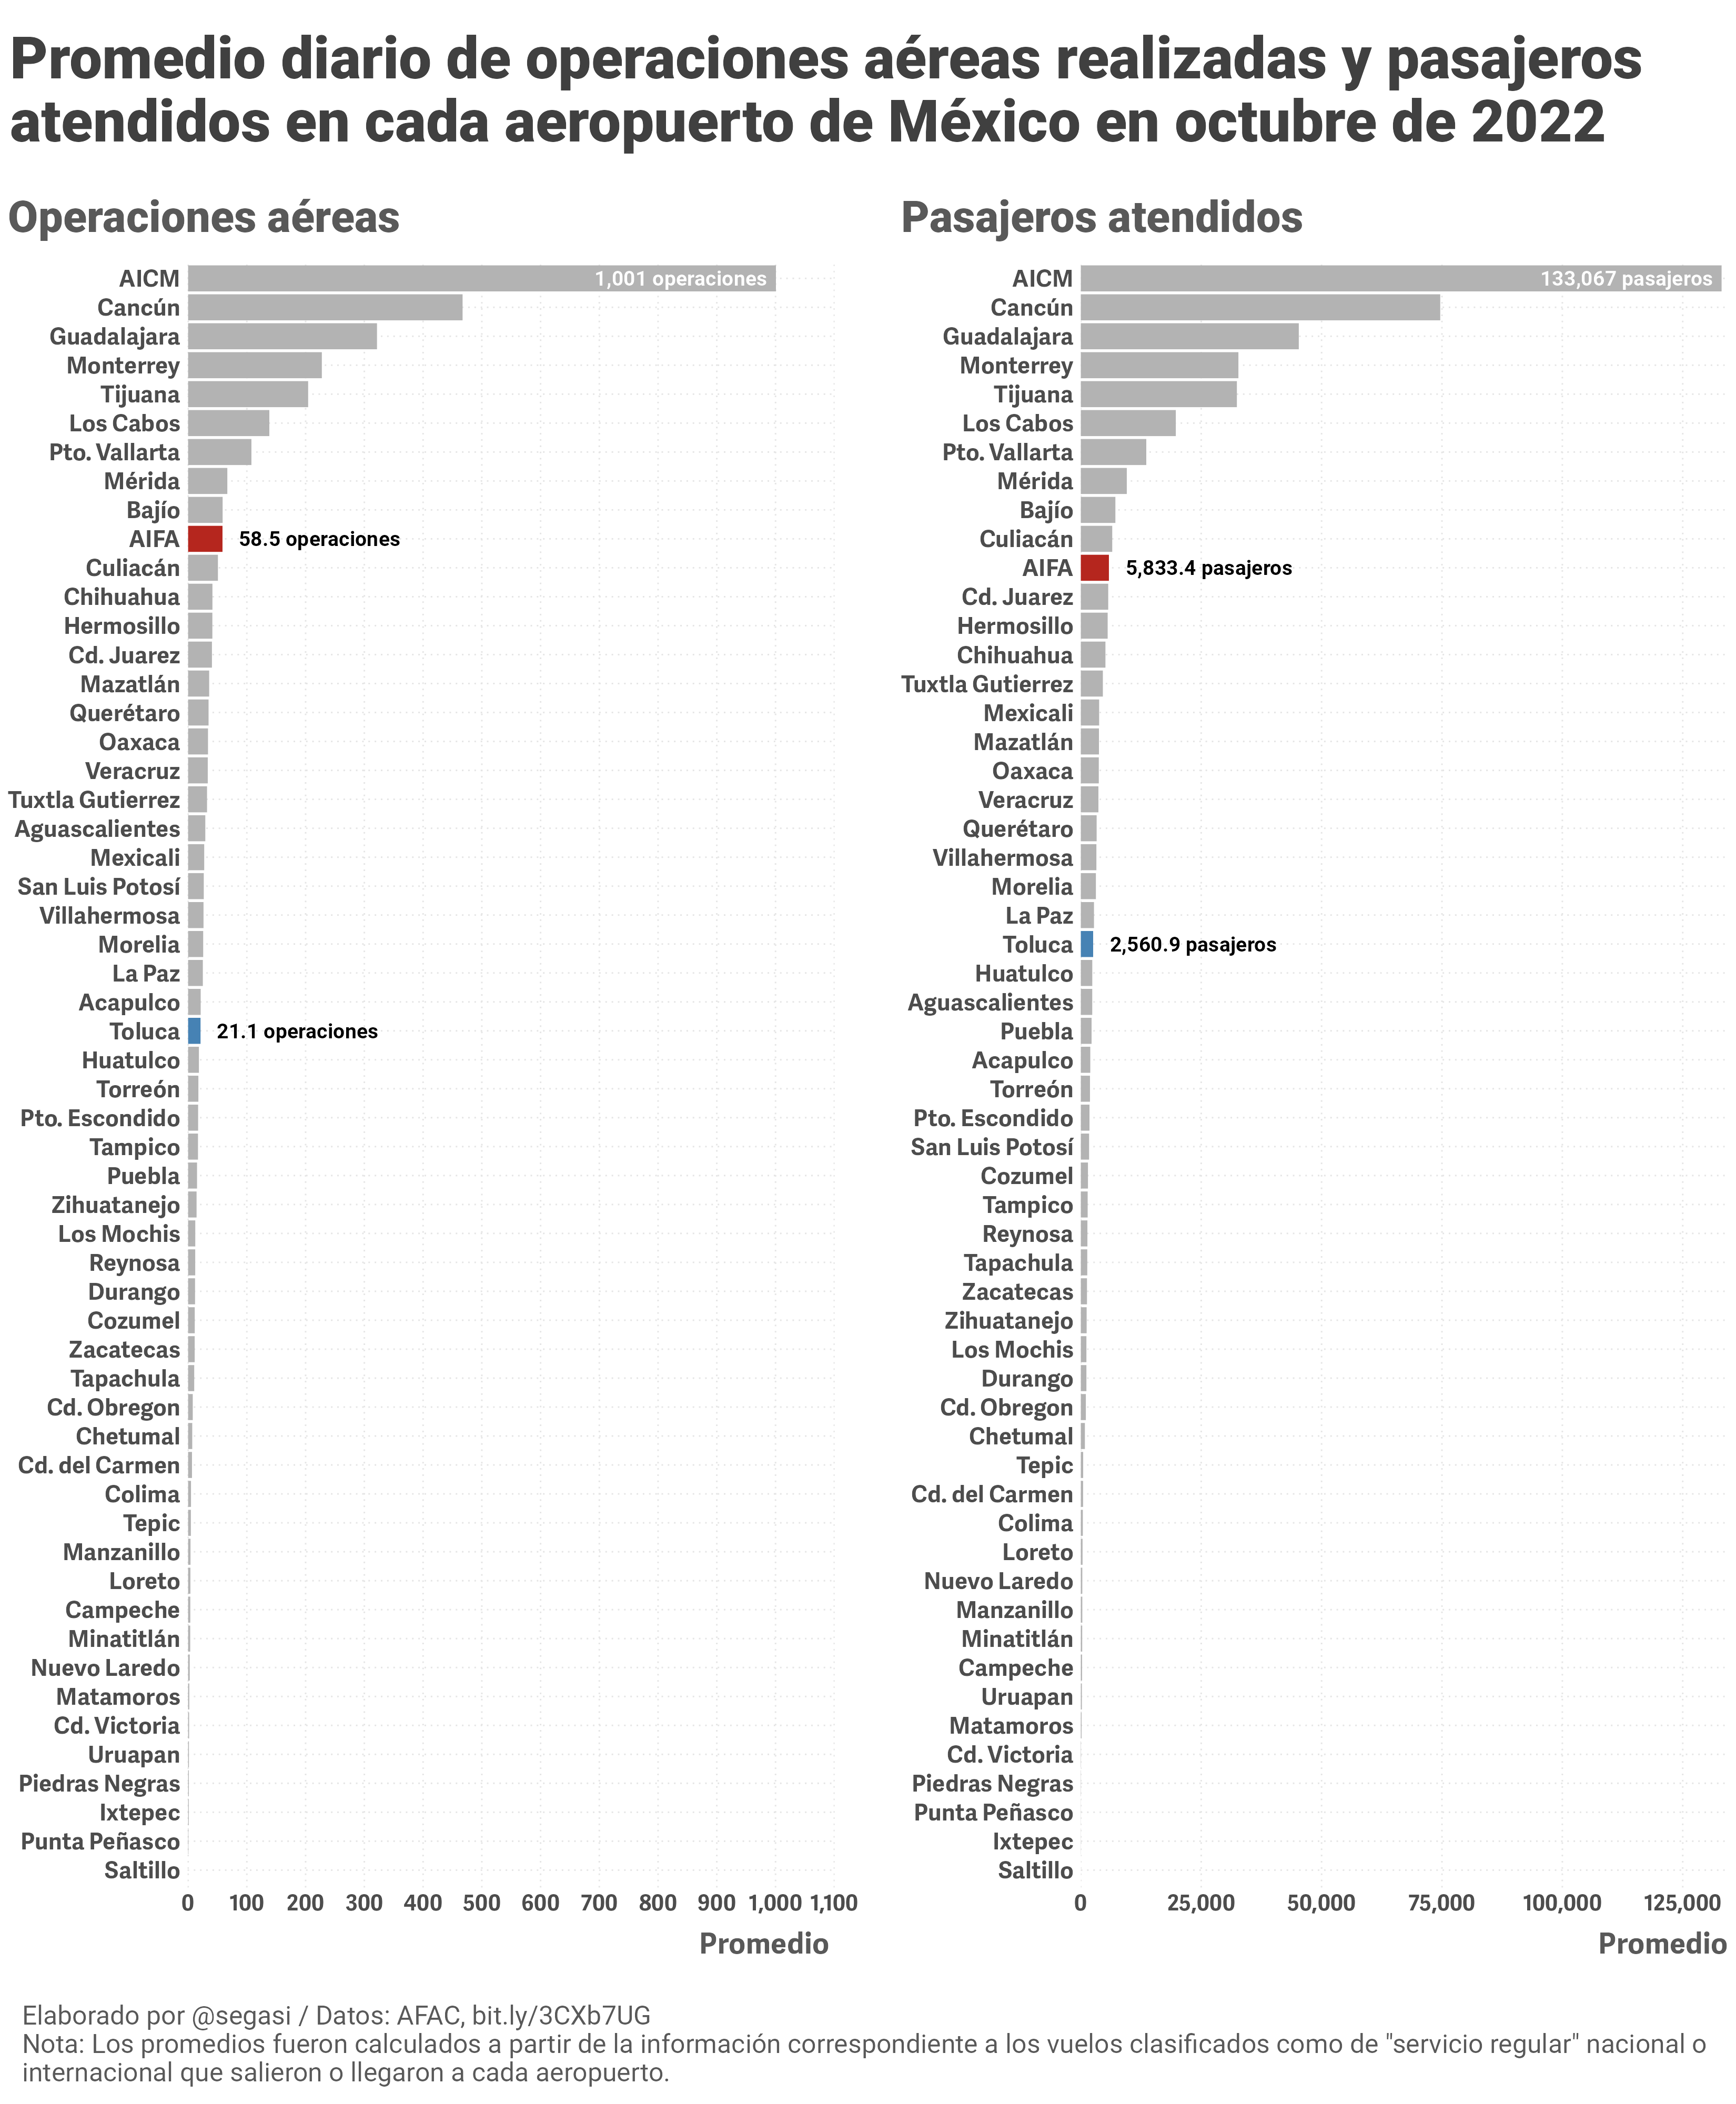 Promedio diario de operaciones aéreas realizadas y pasajeros
atendidos en cada aeropuerto de México en octubre de 2022
Operaciones aéreas
AICM
1,001 operaciones
Cancún
Guadalajara
Monterrey
Tijuana
Los Cabos
Pto. Vallarta
Mérida
Bajío
AIFA
58.5 operaciones
Culiacán
Chihuahua
Hermosillo
Cd. Juarez
Mazatlán
Querétaro
Oaxaca
Veracruz
Tuxtla Gutierrez
Aguascalientes
Mexicali
San Luis Potosí
Villahermosa
Morelia
La Paz
Acapulco
Toluca
21.1 operaciones
Huatulco
Torreón
Pto. Escondido
Tampico
Puebla
Zihuatanejo
Los Mochis
Reynosa
Durango
Cozumel
Zacatecas
Tapachula
Cd. Obregon
Chetumal
Cd. del Carmen
Colima
Tepic
Manzanillo
Loreto
Campeche
Minatitlán
Nuevo Laredo
Matamoros
Cd. Victoria
Uruapan
Piedras Negras
Ixtepec
Punta Peñasco
Saltillo
0 100 200 300 400 500 600 700 800 900 1,000 1,100
Promedio
Pasajeros atendidos
AICM
133,067 pasajeros
Cancún
Guadalajara
Monterrey
Tijuana
Los Cabos
Pto. Vallarta
Mérida
Bajío
Culiacán
AIFA
5,833.4 pasajeros
Cd. Juarez
Hermosillo
Chihuahua
Tuxtla Gutierrez
Mexicali
Mazatlán
Oaxaca
Veracruz
Querétaro
Villahermosa
Morelia
La Paz
Toluca
2,560.9 pasajeros
Huatulco
Aguascalientes
Puebla
Acapulco
Torreón
Pto. Escondido
San Luis Potosí
Cozumel
Tampico
Reynosa
Tapachula
Zacatecas
Zihuatanejo
Los Mochis
Durango
Cd. Obregon
Chetumal
Tepic
Cd. del Carmen
Colima
Loreto
Nuevo Laredo
Manzanillo
Minatitlán
Campeche
Uruapan
Matamoros
Cd. Victoria
Piedras Negras
Punta Peñasco
Ixtepec
Saltillo
0 25,000 50,000 75,000 100,000 125,000
Promedio
Elaborado por @segasi / Datos: AFAC, bit.ly/3CXb7UG
Nota: Los promedios fueron calculados a partir de la información correspondiente a los vuelos clasificados como de "servicio regular" nacional o
internacional que salieron o llegaron a cada aeropuerto.